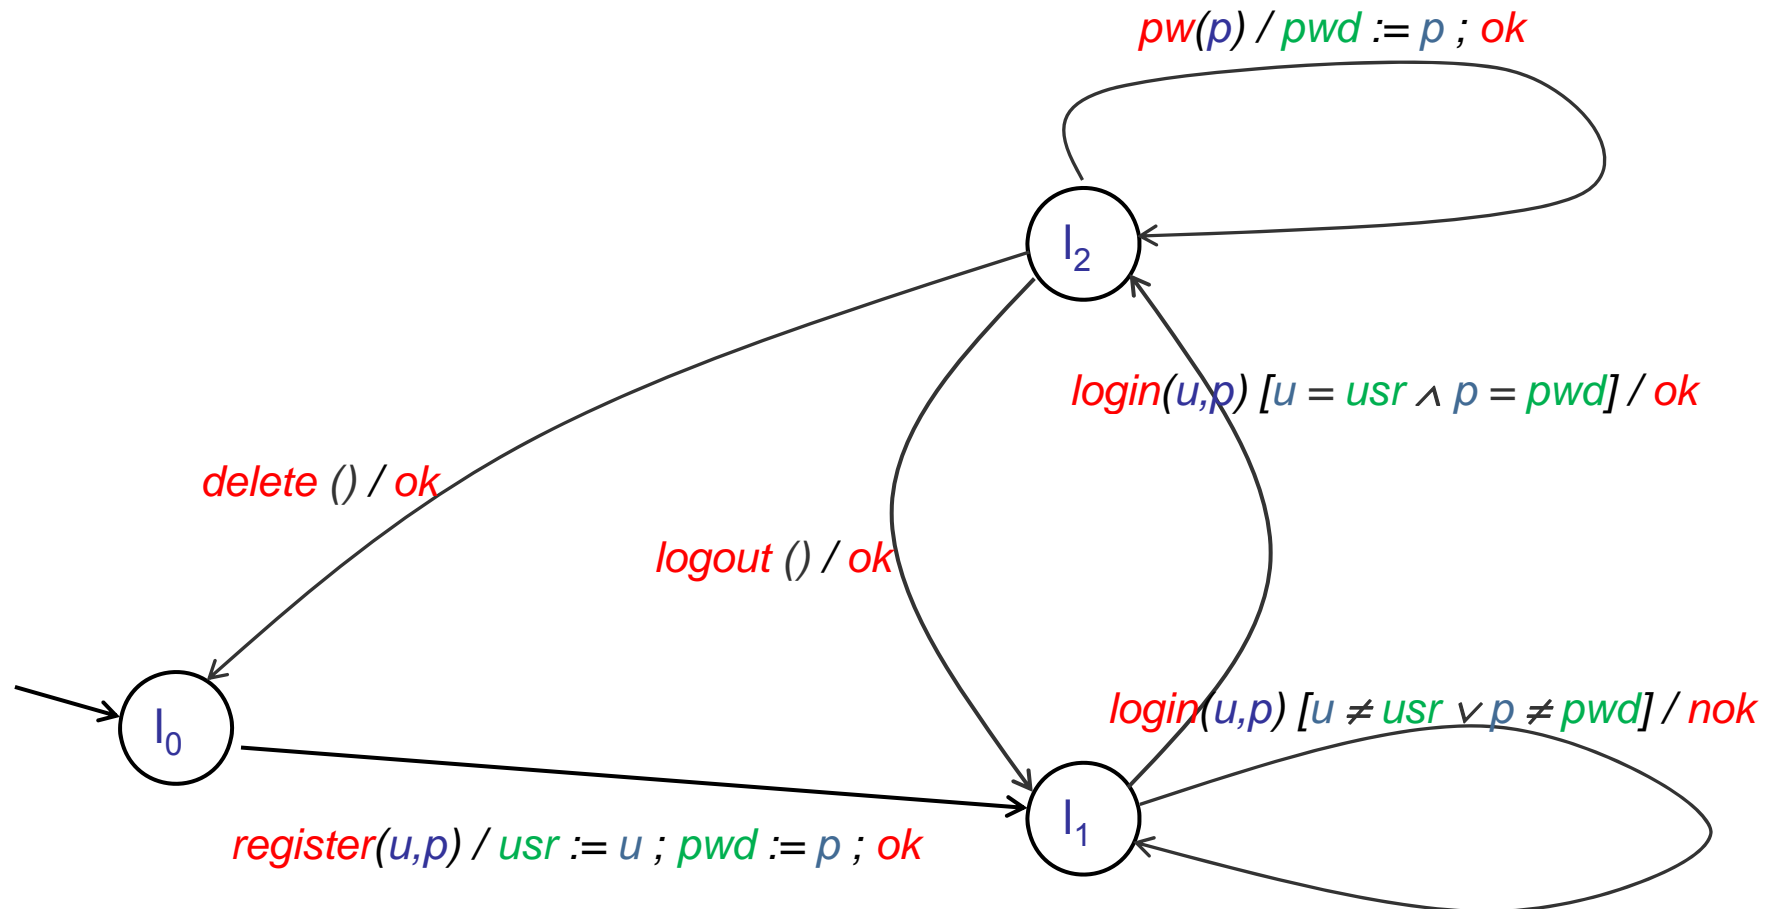 pw(p) / pwd := p ; ok
l₂
login(u,p) [u = usr ∧ p = pwd] / ok
delete () / ok
logout () / ok
login(u,p) [u ≠ usr ∨ p ≠ pwd] / nok
l₀
l₁
register(u,p) / usr := u ; pwd := p ; ok